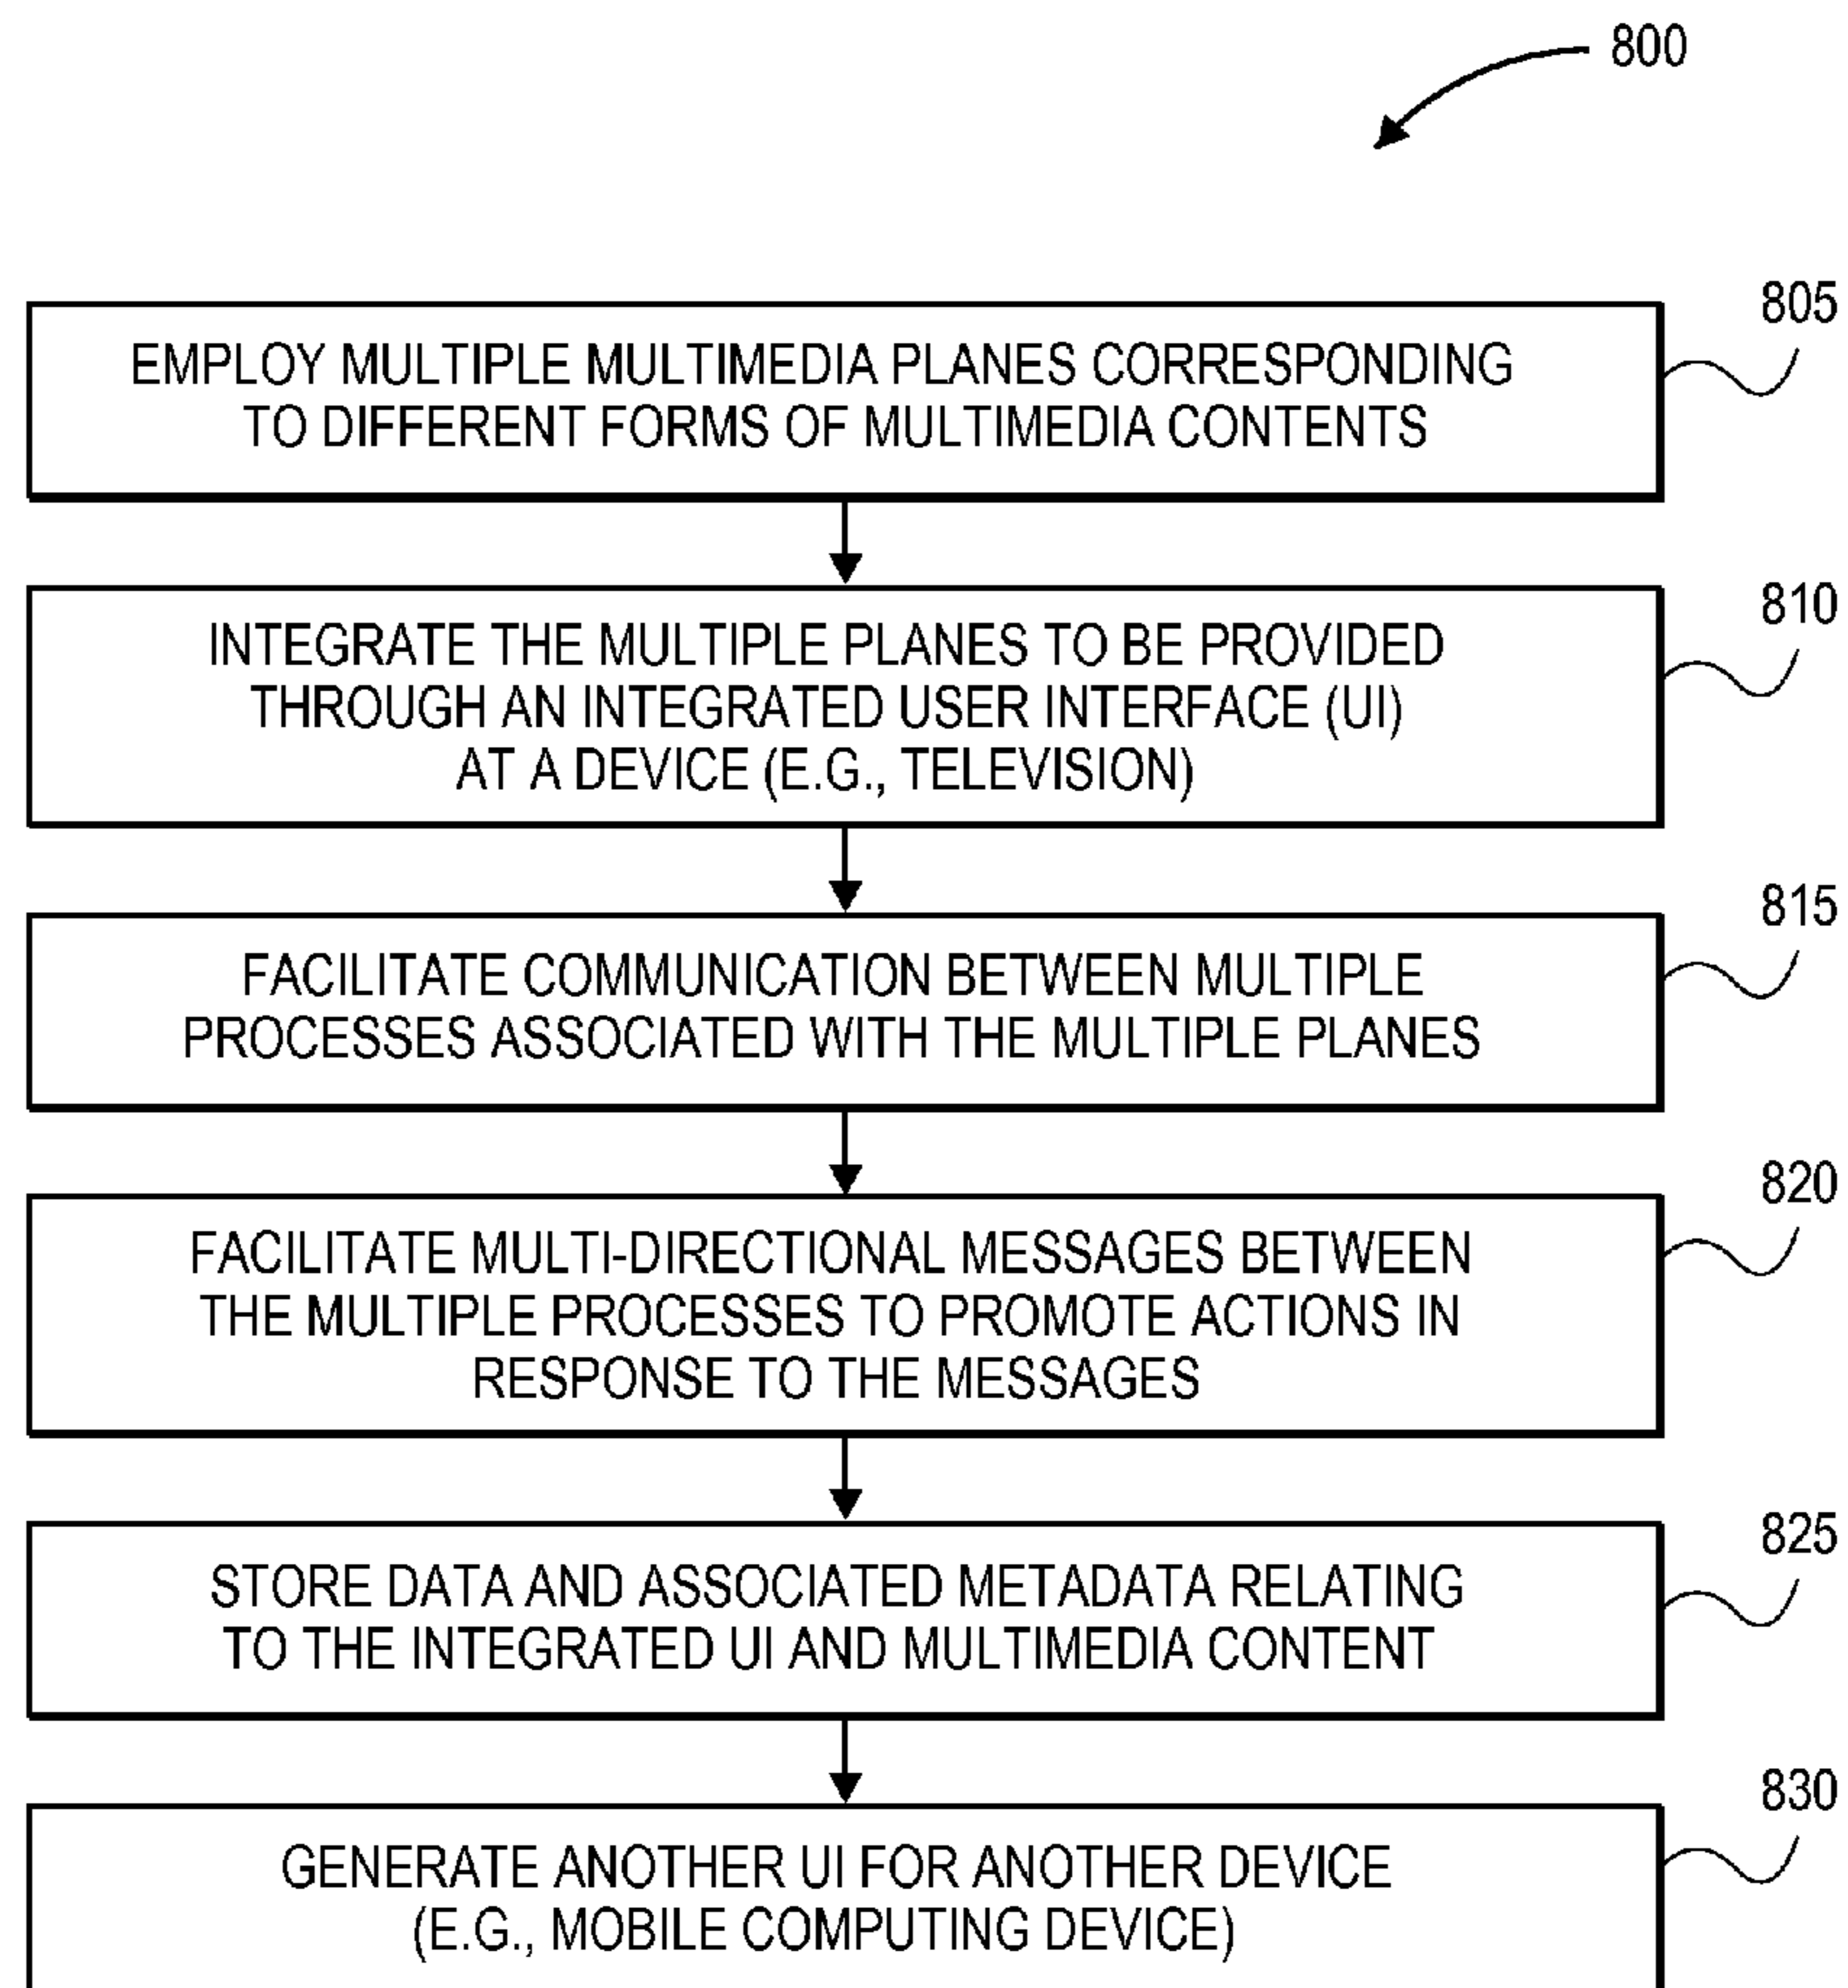 800
805
EMPLOY MULTIPLE MULTIMEDIA PLANES CORRESPONDING
TO DIFFERENT FORMS OF MULTIMEDIA CONTENTS
810
INTEGRATE THE MULTIPLE PLANES TO BE PROVIDED
THROUGH AN INTEGRATED USER INTERFACE (UI)
AT A DEVICE (E.G., TELEVISION)
815
FACILITATE COMMUNICATION BETWEEN MULTIPLE
PROCESSES ASSOCIATED WITH THE MULTIPLE PLANES
820
FACILITATE MULTI-DIRECTIONAL MESSAGES BETWEEN
THE MULTIPLE PROCESSES TO PROMOTE ACTIONS IN
RESPONSE TO THE MESSAGES
825
STORE DATA AND ASSOCIATED METADATA RELATING
TO THE INTEGRATED UI AND MULTIMEDIA CONTENT
830
GENERATE ANOTHER UI FOR ANOTHER DEVICE
(E.G., MOBILE COMPUTING DEVICE)